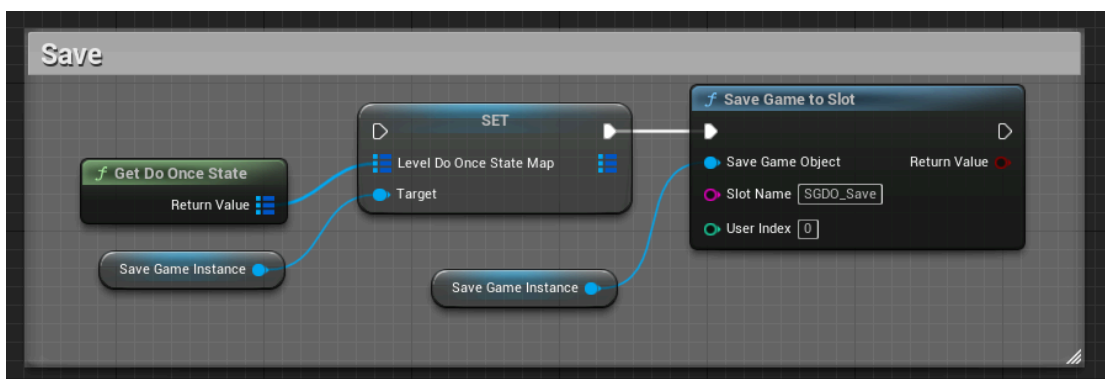 Save
f Get Do Once State
Return Value
Save Game Instance
SET
Level Do Once State Map
Target
Save Game Instance
f Save Game to Slot
Save Game Object
Return Value
Slot Name SGDO_Save
User Index 0